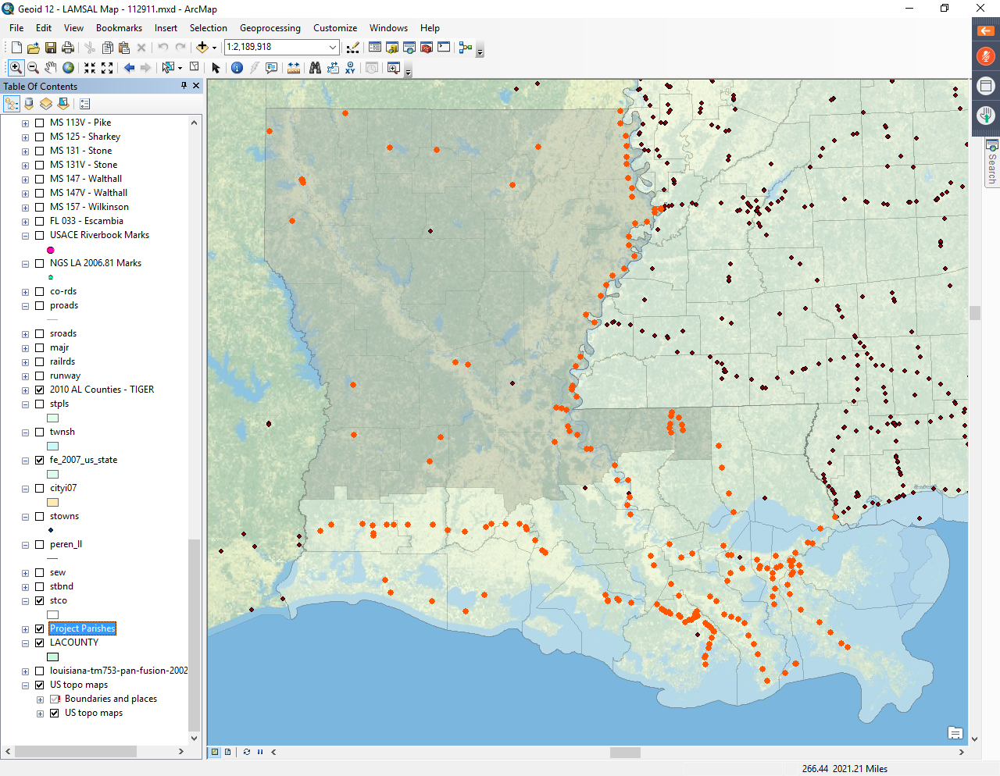 Geoid 12 - LAMSAL Map - 112911.mxd - ArcMap
File Edit View Bookmarks Insert Selection Geoprocessing Customize Windows Help
1:2,189,918
Table Of Contents
MS 113V - Pike
MS 125 - Sharkey
MS 131 - Stone
MS 131V - Stone
MS 147 - Walthall
MS 147V - Walthall
MS 157 - Wilkinson
FL 033 - Escambia
USACE Riverbook Marks
NGS LA 2006.81 Marks
co-rds
proads
sroads
majr
railrds
runway
2010 AL Counties - TIGER
stpls
twnsh
fe_2007_us_state
cityi07
stowns
peren_ll
sew
stbnd
stco
Project Parishes
LACOUNTY
louisiana-tm753-pan-fusion-2002
US topo maps
Boundaries and places
US topo maps
Search
266.44 2021.21 Miles